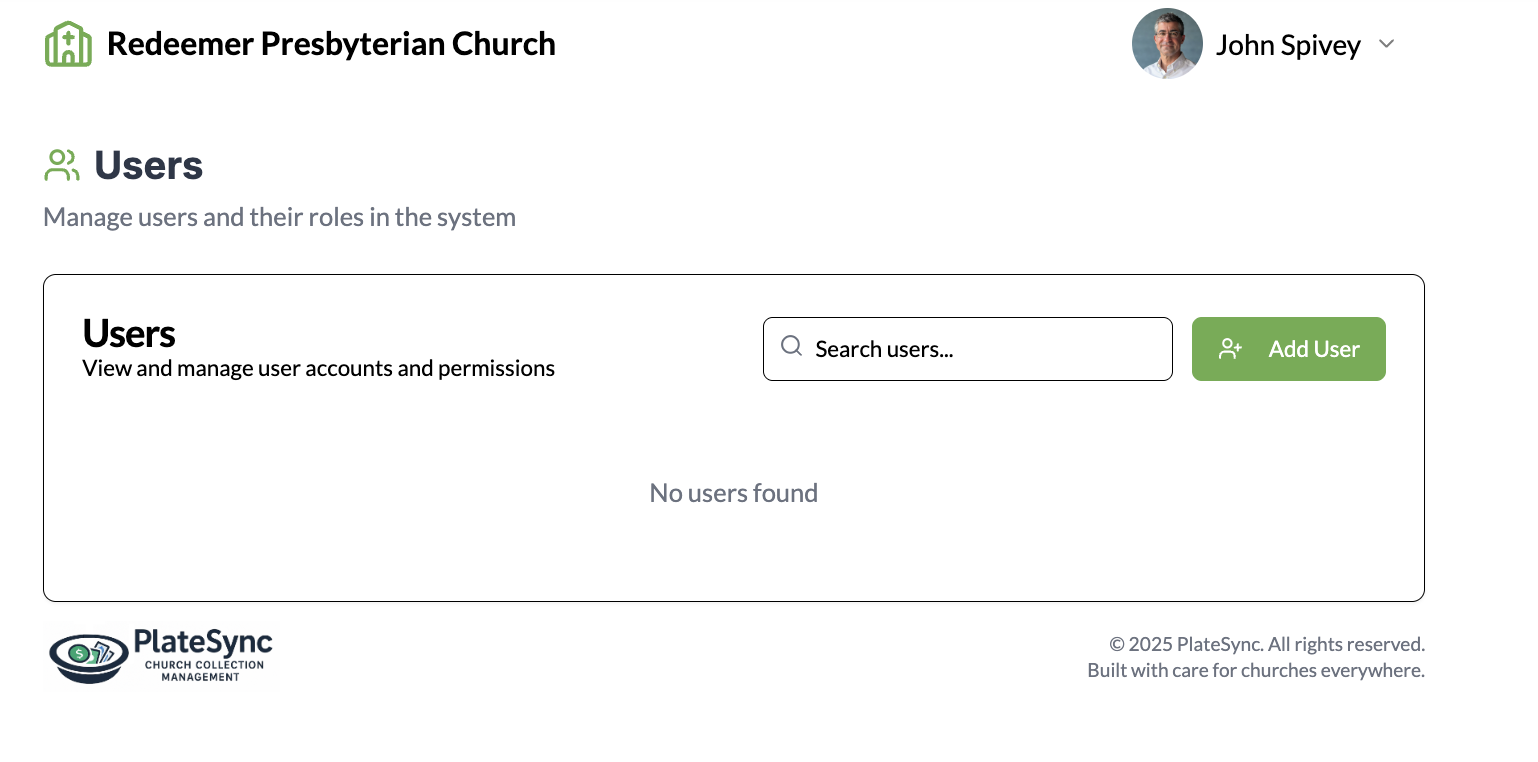 Redeemer Presbyterian Church
John Spivey
Users
Manage users and their roles in the system
Users
View and manage user accounts and permissions
Search users...
Add User
No users found
$
PlateSync
CHURCH COLLECTION
MANAGEMENT
© 2025 PlateSync. All rights reserved.
Built with care for churches everywhere.